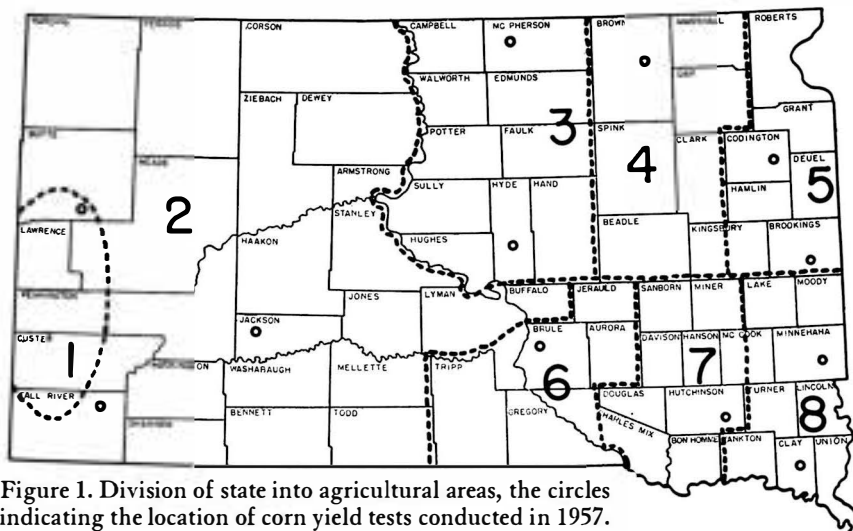 CORSON CAMPBELL MC PHERSON BROWN ROBERTS
WALWORTH EDMUNDS
ZIEBACH DEWEY 3 GRANT
POTTER FAULK SPINK CLARK CODINGTON
4 DEUEL
ARMSTRONG 5
2 SULLY HYDE HAND HAMLIN
STANLEY BEADLE
LAWRENCE HAAKON HUGHES KINGSBURY BROOKINGS
JONES LYMAN BUFFALO JERAULD SANBORN MINER LAKE MOODY
JACKSON BRULE AURORA DAVISON HANSON MC COOK MINNEHAHA
CUSTER 1 7
WASHABAUGH MELLETTE TRIPP 6
FALL RIVER DOUGLAS HUTCHINSON TURNER LINCOLN
BENNETT TODD GREGORY CHARLES MIX 8
BON HOMME YANKTON CLAY UNION
Figure 1. Division of state into agricultural areas, the circles
indicating the location of corn yield tests conducted in 1957.